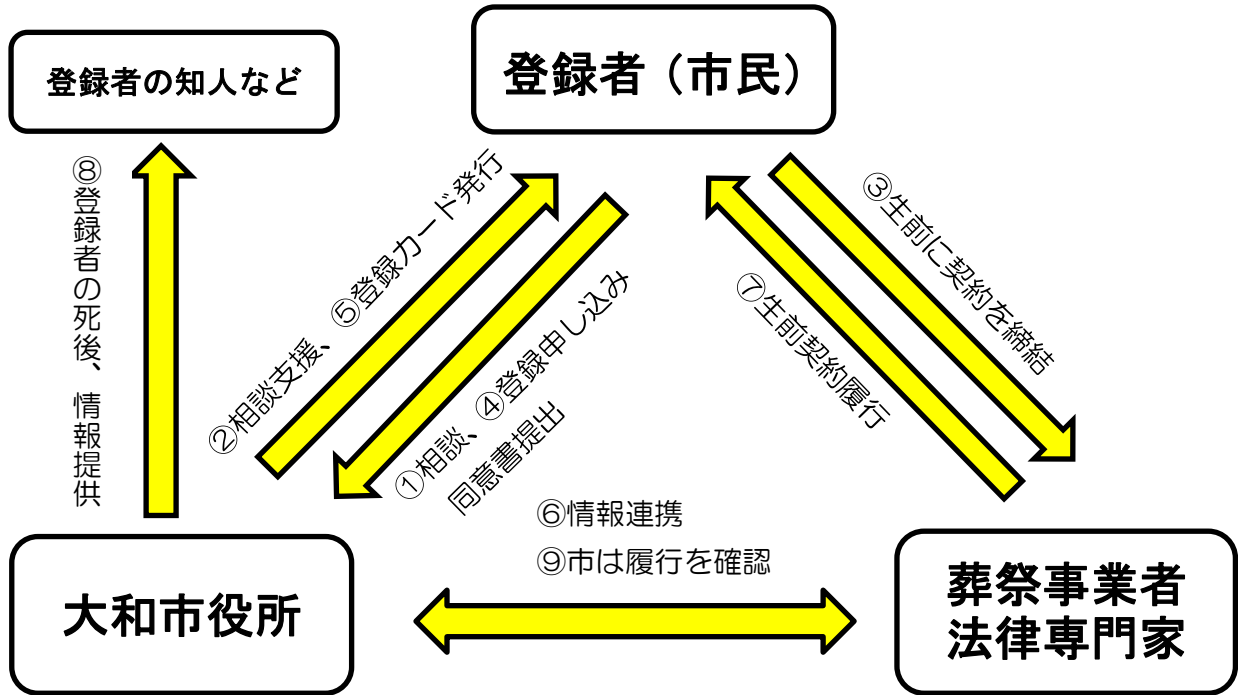 登録者の知人など
登録者（市民）
⑧登録者の死後、情報提供
②相談支援、⑤登録カード発行
①相談、④登録申し込み
同意書提出
③生前に契約を締結
⑦生前契約履行
⑥情報連携
⑨市は履行を確認
大和市役所
葬祭事業者
法律専門家